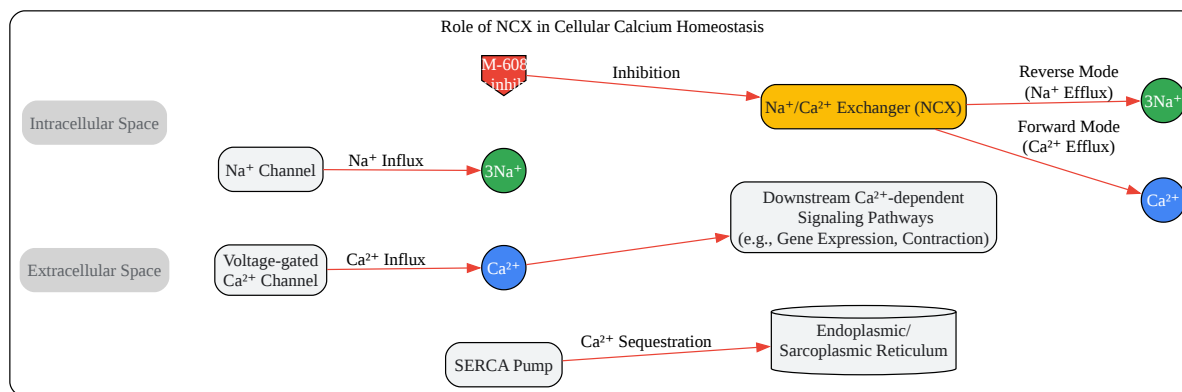 Role of NCX in Cellular Calcium Homeostasis
M-608
inhib
Inhibition
Reverse Mode
(Na⁺ Efflux)
3Na⁺
Na⁺/Ca²⁺ Exchanger (NCX)
Intracellular Space
Forward Mode
(Ca²⁺ Efflux)
Na⁺ Channel
Na⁺ Influx
3Na⁺
Ca²⁺
Downstream Ca²⁺-dependent
Signaling Pathways
(e.g., Gene Expression, Contraction)
Extracellular Space
Voltage-gated
Ca²⁺ Channel
Ca²⁺ Influx
Ca²⁺
SERCA Pump
Ca²⁺ Sequestration
Endoplasmic/
Sarcoplasmic Reticulum